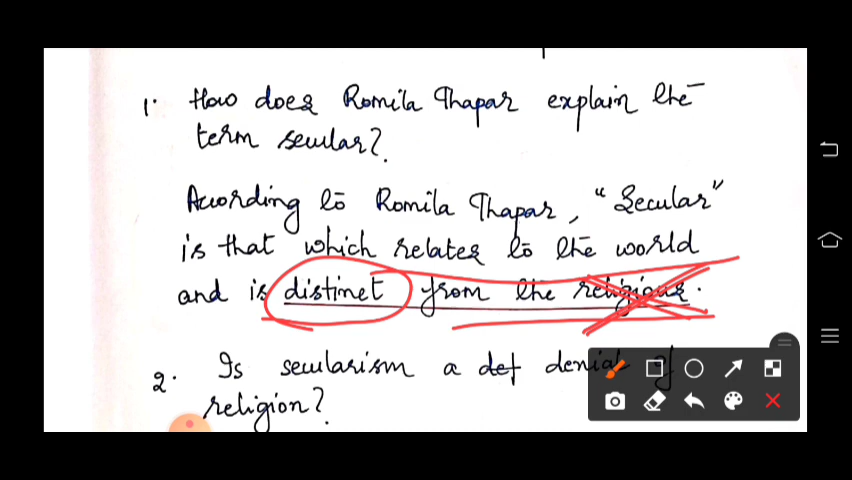 1. How does Romila Thapar explain the
term secular?
According to Romila Thapar, "Secular"
is that which relates to the world
and is distinct from the religious.
2. Is secularism a def denial of
religion?